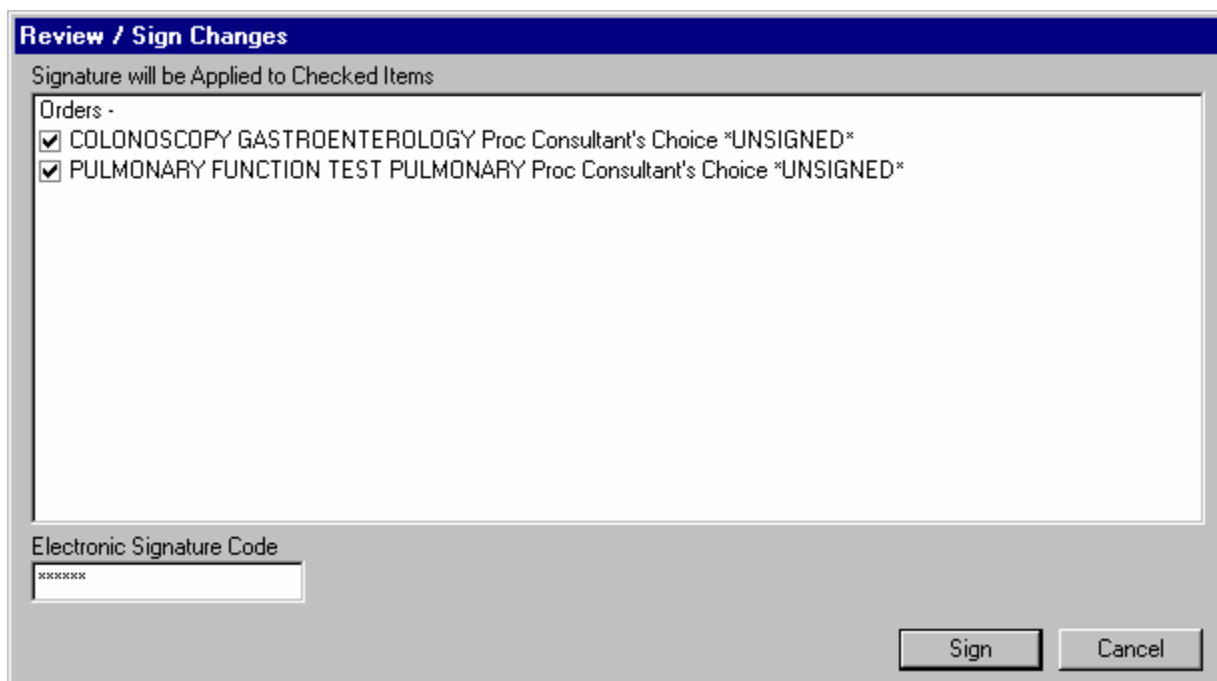 Review / Sign Changes
Signature will be Applied to Checked Items
Orders -
COLONOSCOPY GASTROENTEROLOGY Proc Consultant's Choice *UNSIGNED*
PULMONARY FUNCTION TEST PULMONARY Proc Consultant's Choice *UNSIGNED*
Electronic Signature Code
******
Sign Cancel